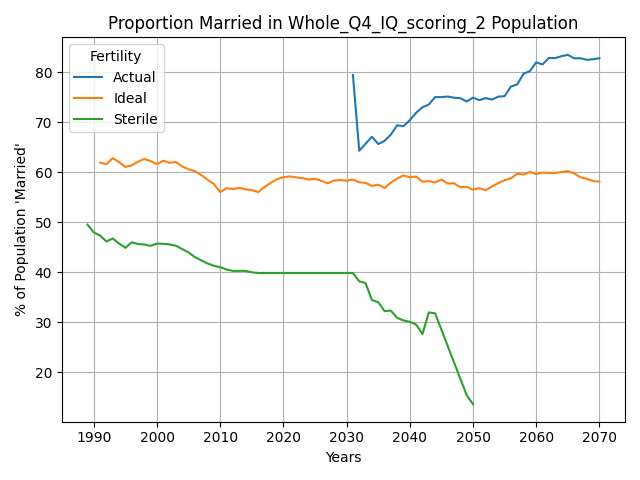 Proportion Married in Whole_Q4_IQ_scoring_2 Population
Fertility
Actual
Ideal
Sterile
% of Population 'Married'
80
70
60
50
40
30
20
1990 2000 2010 2020 2030 2040 2050 2060 2070
Years